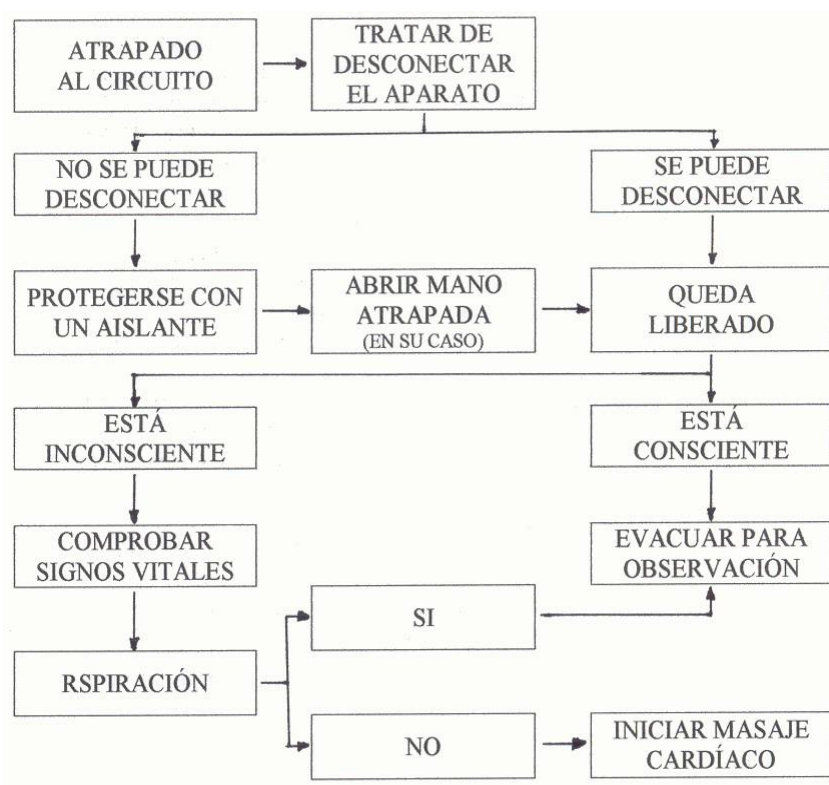 ATRAPADO
AL CIRCUITO
TRATAR DE
DESCONECTAR
EL APARATO
NO SE PUEDE
DESCONECTAR
SE PUEDE
DESCONECTAR
PROTEGERSE CON
UN AISLANTE
ABRIR MANO
ATRAPADA
(EN SU CASO)
QUEDA
LIBERADO
ESTÁ
INCONSCIENTE
ESTÁ
CONSCIENTE
COMPROBAR
SIGNOS VITALES
EVACUAR PARA
OBSERVACIÓN
RSPIRACIÓN
SI
NO
INICIAR MASAJE
CARDÍACO